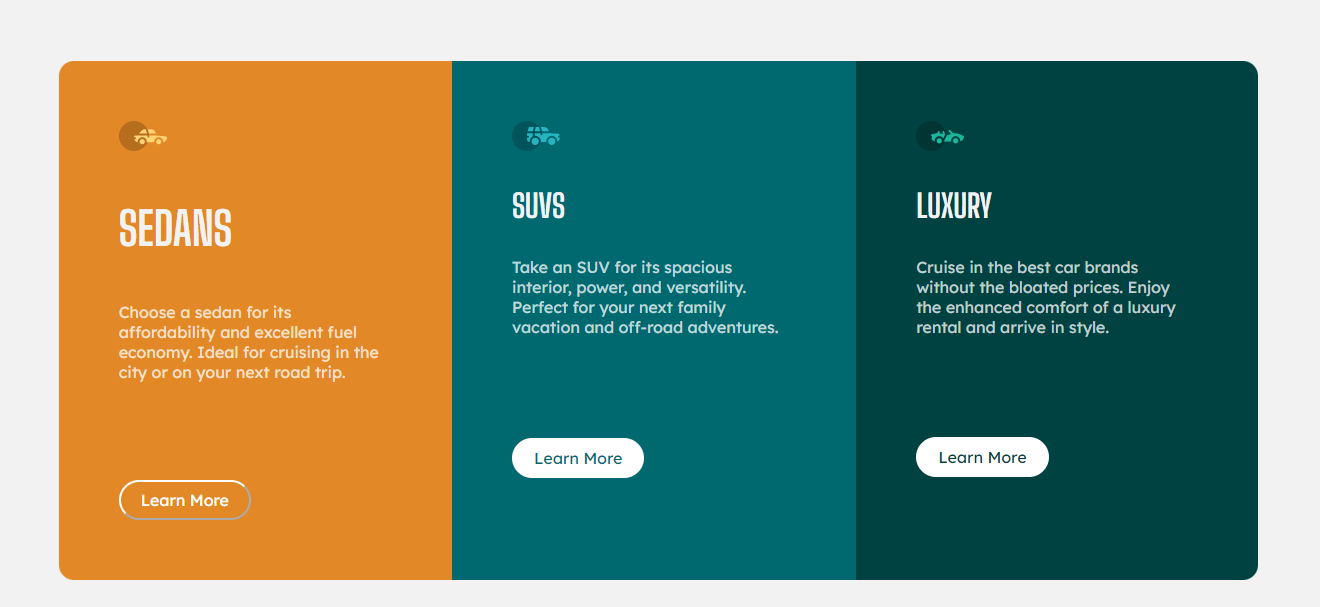 SEDANS
Choose a sedan for its
affordability and excellent fuel
economy. Ideal for cruising in the
city or on your next road trip.
Learn More
SUVS
Take an SUV for its spacious
interior, power, and versatility.
Perfect for your next family
vacation and off-road adventures.
Learn More
LUXURY
Cruise in the best car brands
without the bloated prices. Enjoy
the enhanced comfort of a luxury
rental and arrive in style.
Learn More